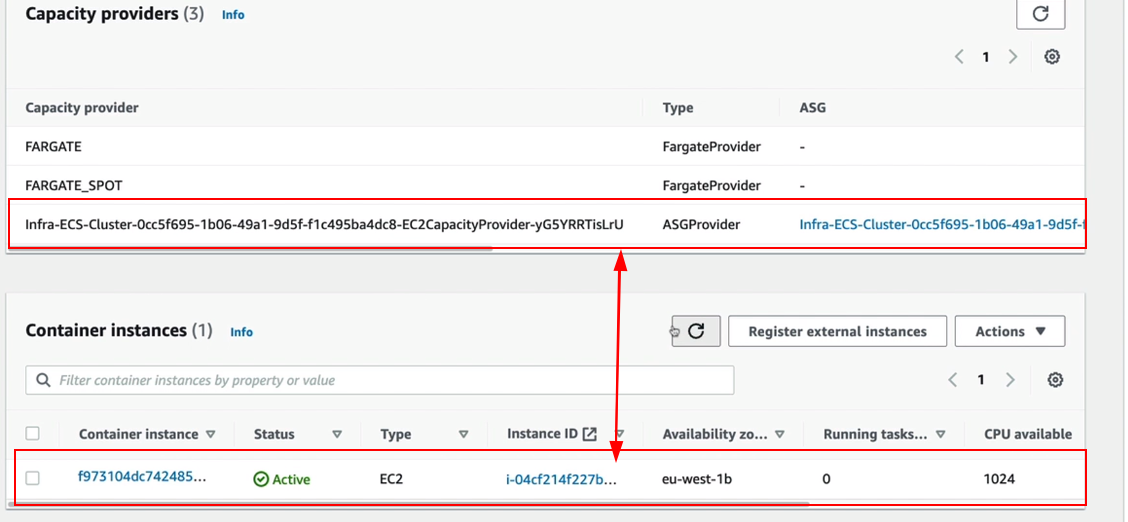 Capacity providers (3) Info
1
Capacity provider Type ASG
FARGATE FargateProvider -
FARGATE_SPOT FargateProvider -
Infra-ECS-Cluster-0cc5f695-1b06-49a1-9d5f-f1c495ba4dc8-EC2CapacityProvider-yG5YRRTisLrU ASGProvider Infra-ECS-Cluster-0cc5f695-1b06-49a1-9d5f-f
Container instances (1) Info Register external instances Actions
Filter container instances by property or value 1
Container instance Status Type Instance ID Availability zo... Running tasks... CPU available
f973104dc742485... Active EC2 i-04cf214f227b... eu-west-1b 0 1024